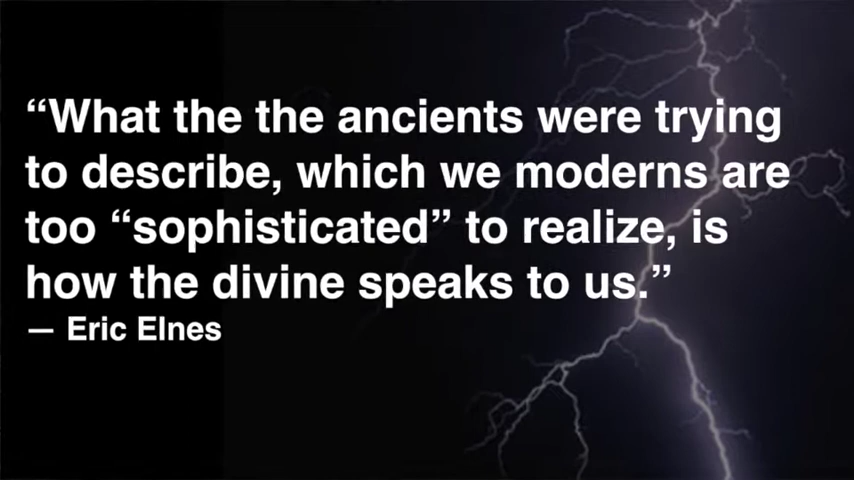 “What the the ancients were trying
to describe, which we moderns are
too “sophisticated” to realize, is
how the divine speaks to us.”
— Eric Elnes